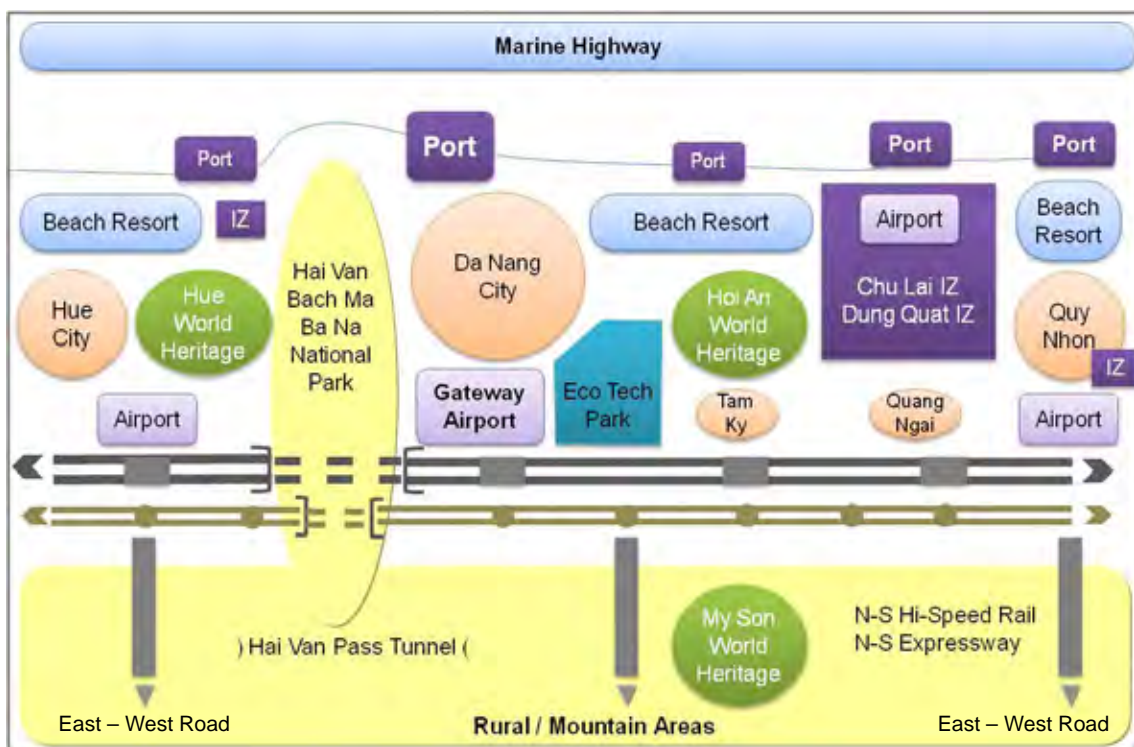 Marine Highway
Port
Port
Port
Port
Port
Beach Resort
IZ
Beach Resort
Airport
Beach
Resort
Hue
City
Hue
World
Heritage
Hai Van
Bach Ma
Ba Na
National
Park
Da Nang
City
Hoi An
World
Heritage
Chu Lai IZ
Dung Quat IZ
Quy
Nhon
IZ
Airport
Gateway
Airport
Eco Tech
Park
Tam
Ky
Quang
Ngai
Airport
) Hai Van Pass Tunnel (
My Son
World
Heritage
N-S Hi-Speed Rail
N-S Expressway
East – West Road
Rural / Mountain Areas
East – West Road